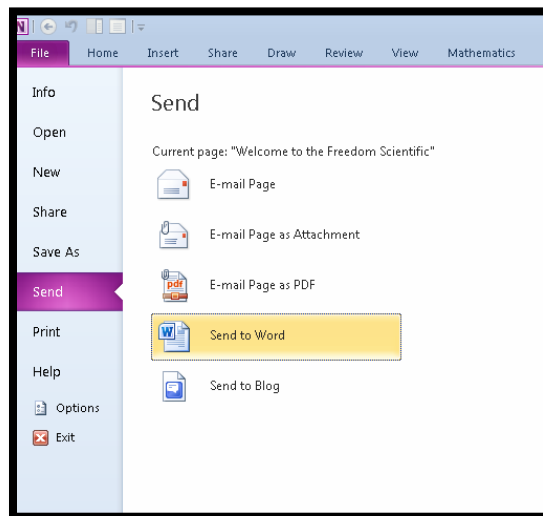 File Home Insert Share Draw Review View Mathematics
Info
Open
New
Share
Save As
Send
Print
Help
Options
Exit
Send
Current page: "Welcome to the Freedom Scientific"
E-mail Page
E-mail Page as Attachment
pdf
E-mail Page as PDF
W
Send to Word
Send to Blog